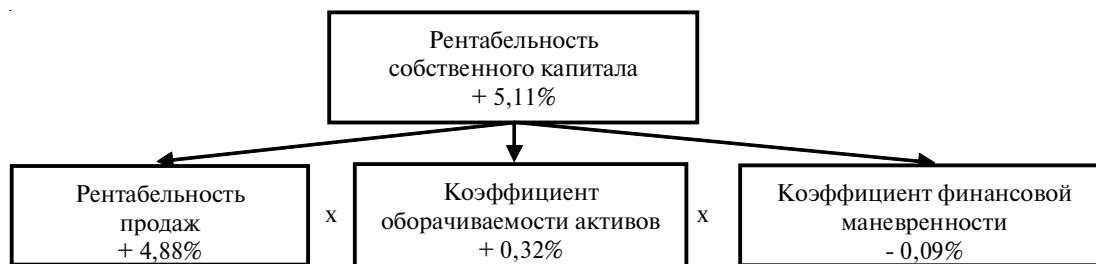 Рентабельность
собственного капитала
+ 5,11%
Рентабельность
продаж
+ 4,88%
x
Коэффициент
оборачиваемости активов
+ 0,32%
x
Коэффициент финансовой
маневренности
- 0,09%